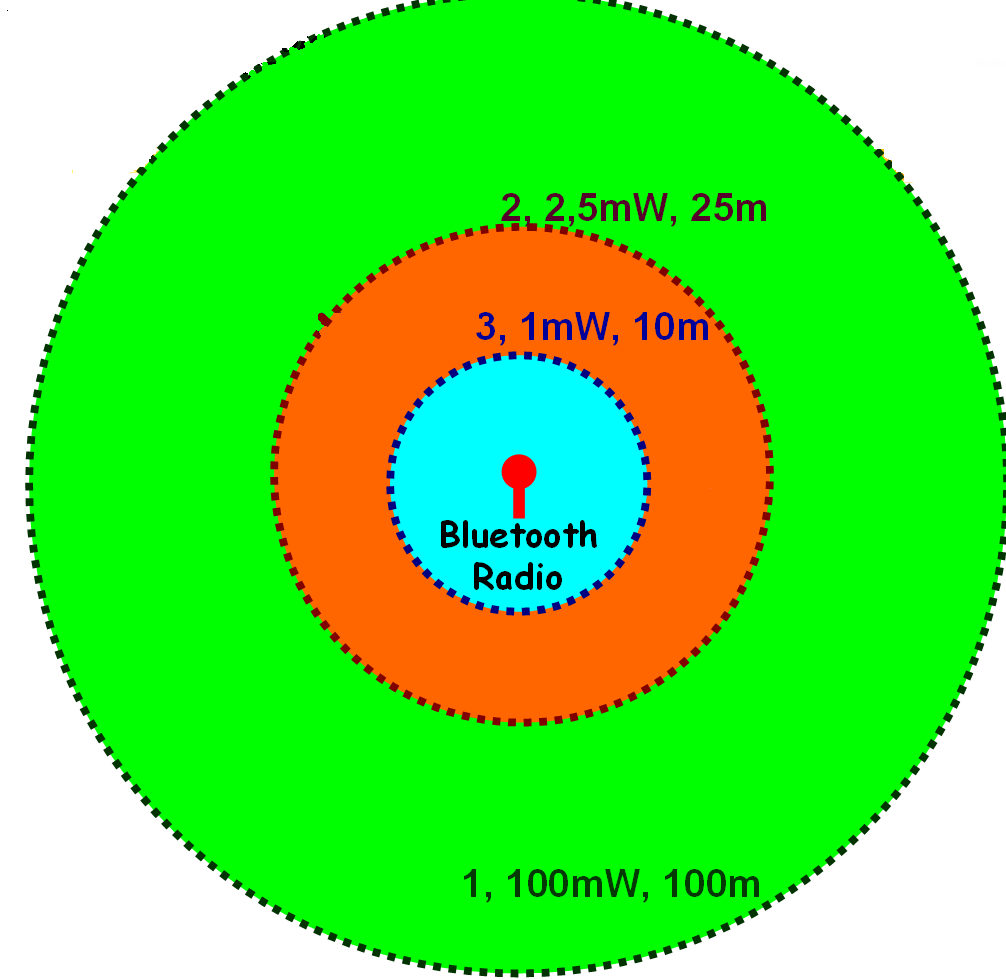 2, 2,5mW, 25m
3, 1mW, 10m
Bluetooth
Radio
1, 100mW, 100m